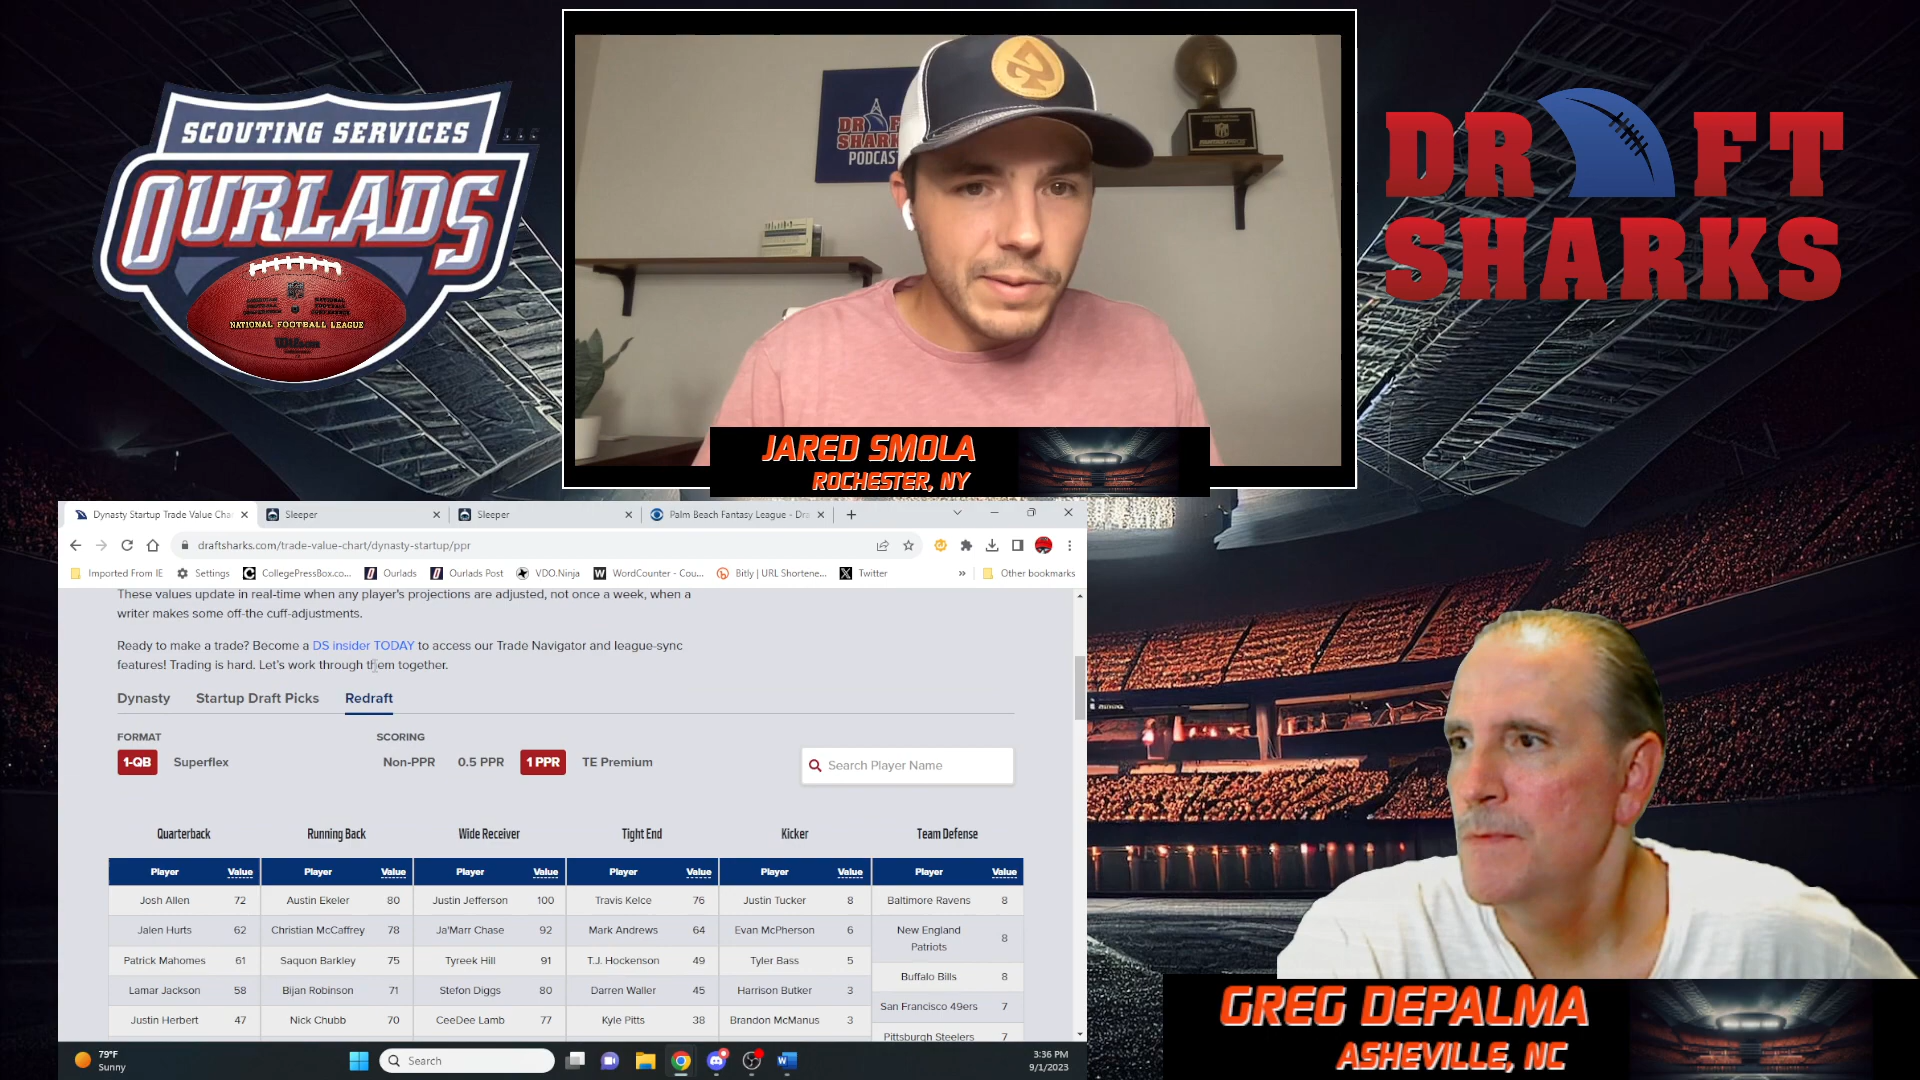 SCOUTING SERVICES
LLC
OURLADS
NATIONAL FOOTBALL LEAGUE
DRAFT SHARKS PODCAST
DR FT
SHARKS
JARED SMOLA
ROCHESTER, NY
Dynasty Startup Trade Value Cha
Sleeper
Sleeper
Palm Beach Fantasy League - Dra
draftsharks.com/trade-value-chart/dynasty-startup/ppr
Imported From IE
Settings
CollegePressBox.co...
Ourlads
Ourlads Post
VDO.Ninja
WordCounter - Cou...
Bitly | URL Shortene...
Twitter
»
Other bookmarks
These values update in real-time when any player's projections are adjusted, not once a week, when a
writer makes some off-the cuff-adjustments.
Ready to make a trade? Become a DS insider TODAY to access our Trade Navigator and league-sync
features! Trading is hard. Let's work through them together.
Dynasty Startup Draft Picks Redraft
FORMAT SCORING
1-QB Superflex Non-PPR 0.5 PPR 1 PPR TE Premium
Search Player Name
Quarterback Running Back Wide Receiver Tight End Kicker Team Defense
Player Value Player Value Player Value Player Value Player Value Player Value
Josh Allen 72 Austin Ekeler 80 Justin Jefferson 100 Travis Kelce 76 Justin Tucker 8 Baltimore Ravens 8
Jalen Hurts 62 Christian McCaffrey 78 Ja'Marr Chase 92 Mark Andrews 64 Evan McPherson 6 New England Patriots 8
Patrick Mahomes 61 Saquon Barkley 75 Tyreek Hill 91 T.J. Hockenson 49 Tyler Bass 5 Buffalo Bills 8
Lamar Jackson 58 Bijan Robinson 71 Stefon Diggs 80 Darren Waller 45 Harrison Butker 3 San Francisco 49ers 7
Justin Herbert 47 Nick Chubb 70 CeeDee Lamb 77 Kyle Pitts 38 Brandon McManus 3 Pittsburgh Steelers 7
79°F
Sunny
Search
3:36 PM
9/1/2023
GREG DEPALMA
ASHEVILLE, NC